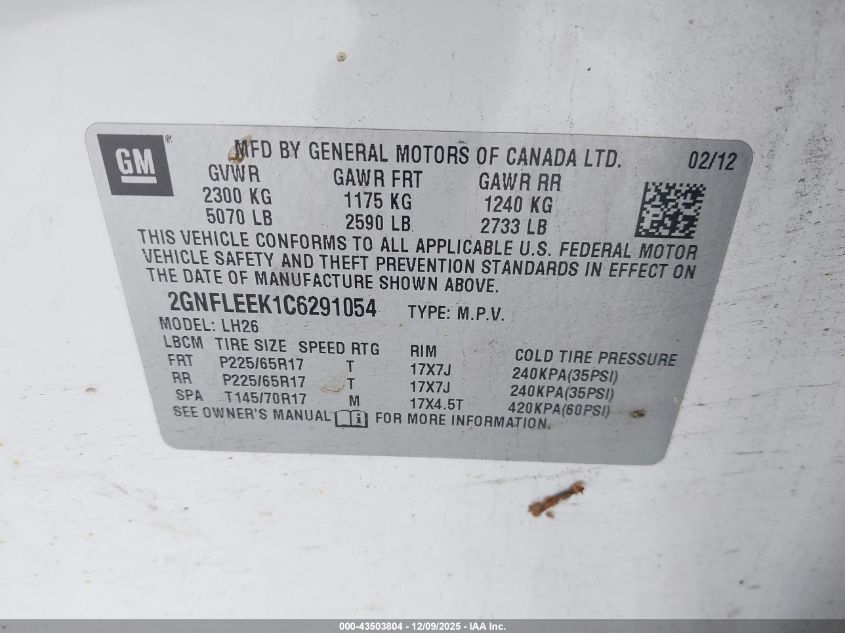 GM ® MFD BY GENERAL MOTORS OF CANADA LTD. 02/12
GVWR GAWR FRT GAWR RR
2300 KG 1175 KG 1240 KG
5070 LB 2590 LB 2733 LB
THIS VEHICLE CONFORMS TO ALL APPLICABLE U.S. FEDERAL MOTOR
VEHICLE SAFETY AND THEFT PREVENTION STANDARDS IN EFFECT ON
THE DATE OF MANUFACTURE SHOWN ABOVE.
2GNFLEEK1C6291054 TYPE: M.P.V.
MODEL: LH26
LBCM TIRE SIZE SPEED RTG RIM COLD TIRE PRESSURE
FRT P225/65R17 T 17X7J 240KPA(35PSI)
RR P225/65R17 T 17X7J 240KPA(35PSI)
SPA T145/70R17 M 17X4.5T 420KPA(60PSI)
SEE OWNER'S MANUAL i FOR MORE INFORMATION.
000-43503804 - 12/09/2025 - IAA Inc.